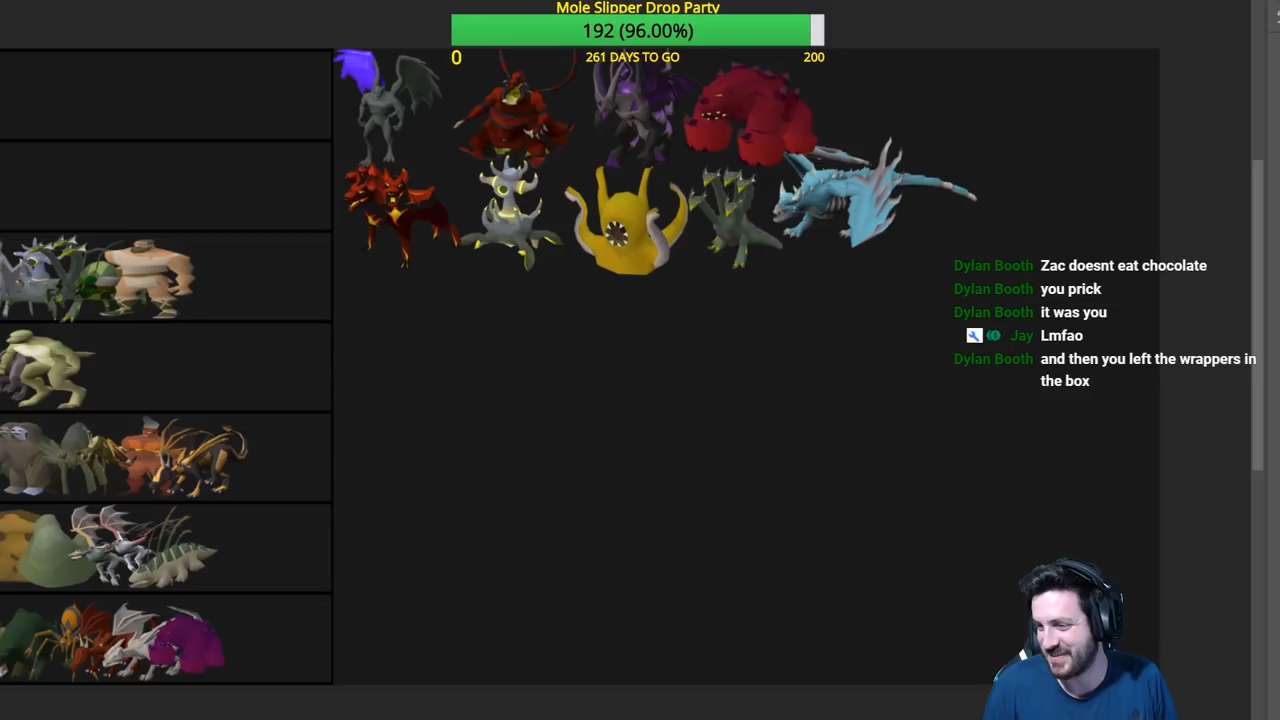 Mole Slipper Drop Party
192 (96.00%)
0 261 DAYS TO GO 200
Dylan Booth Zac doesnt eat chocolate
Dylan Booth you prick
Dylan Booth it was you
Jay Lmfao
Dylan Booth and then you left the wrappers in
the box